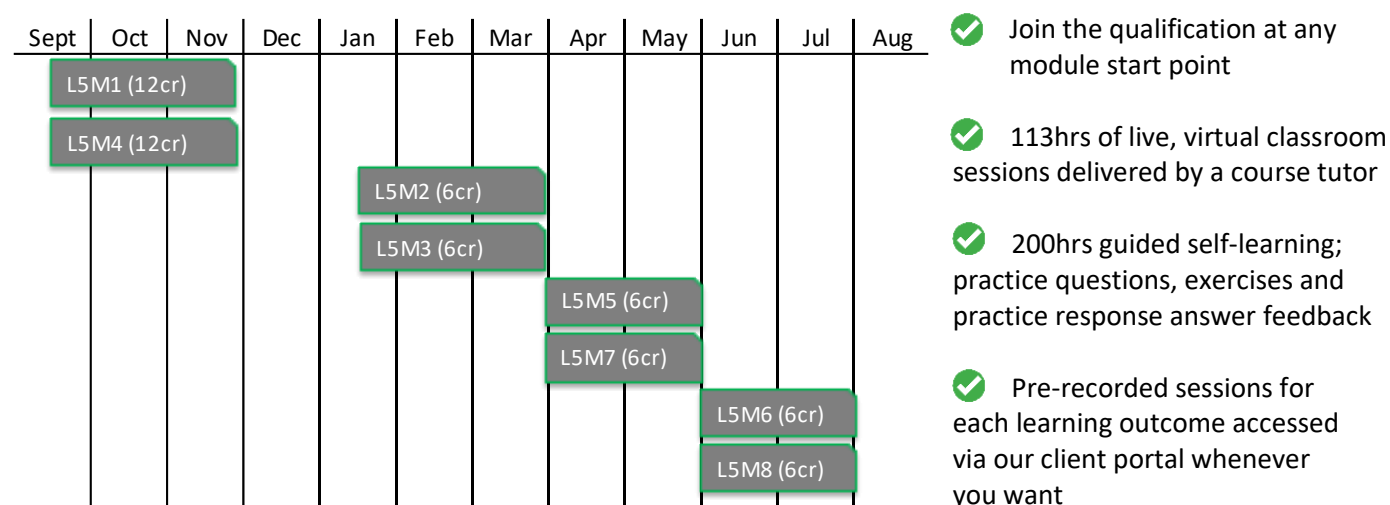 Sept Oct Nov Dec Jan Feb Mar Apr May Jun Jul Aug
L5M1 (12cr)
L5M4 (12cr)
L5M2 (6cr)
L5M3 (6cr)
L5M5 (6cr)
L5M7 (6cr)
L5M6 (6cr)
L5M8 (6cr)
Join the qualification at any
module start point
113hrs of live, virtual classroom
sessions delivered by a course tutor
200hrs guided self-learning;
practice questions, exercises and
practice response answer feedback
Pre-recorded sessions for
each learning outcome accessed
via our client portal whenever
you want